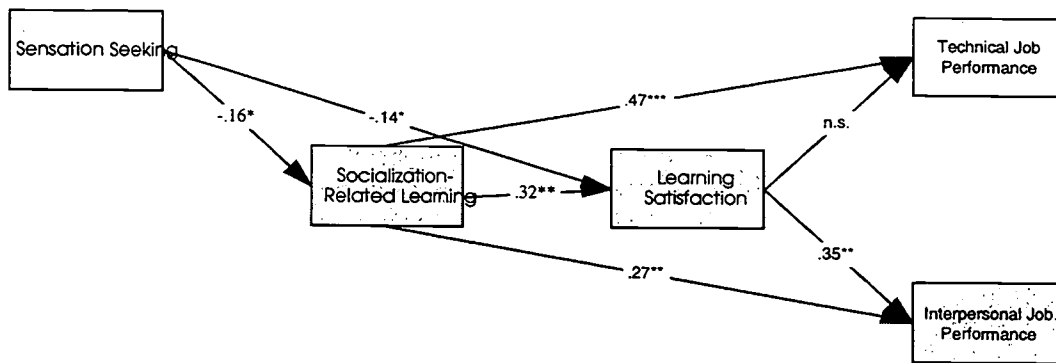 Sensation Seeking
Technical Job
Performance
-.16*
-.14*
.47***
n.s.
Socialization-
Related Learning
.32**
Learning
Satisfaction
.27**
.35**
Interpersonal Job
Performance